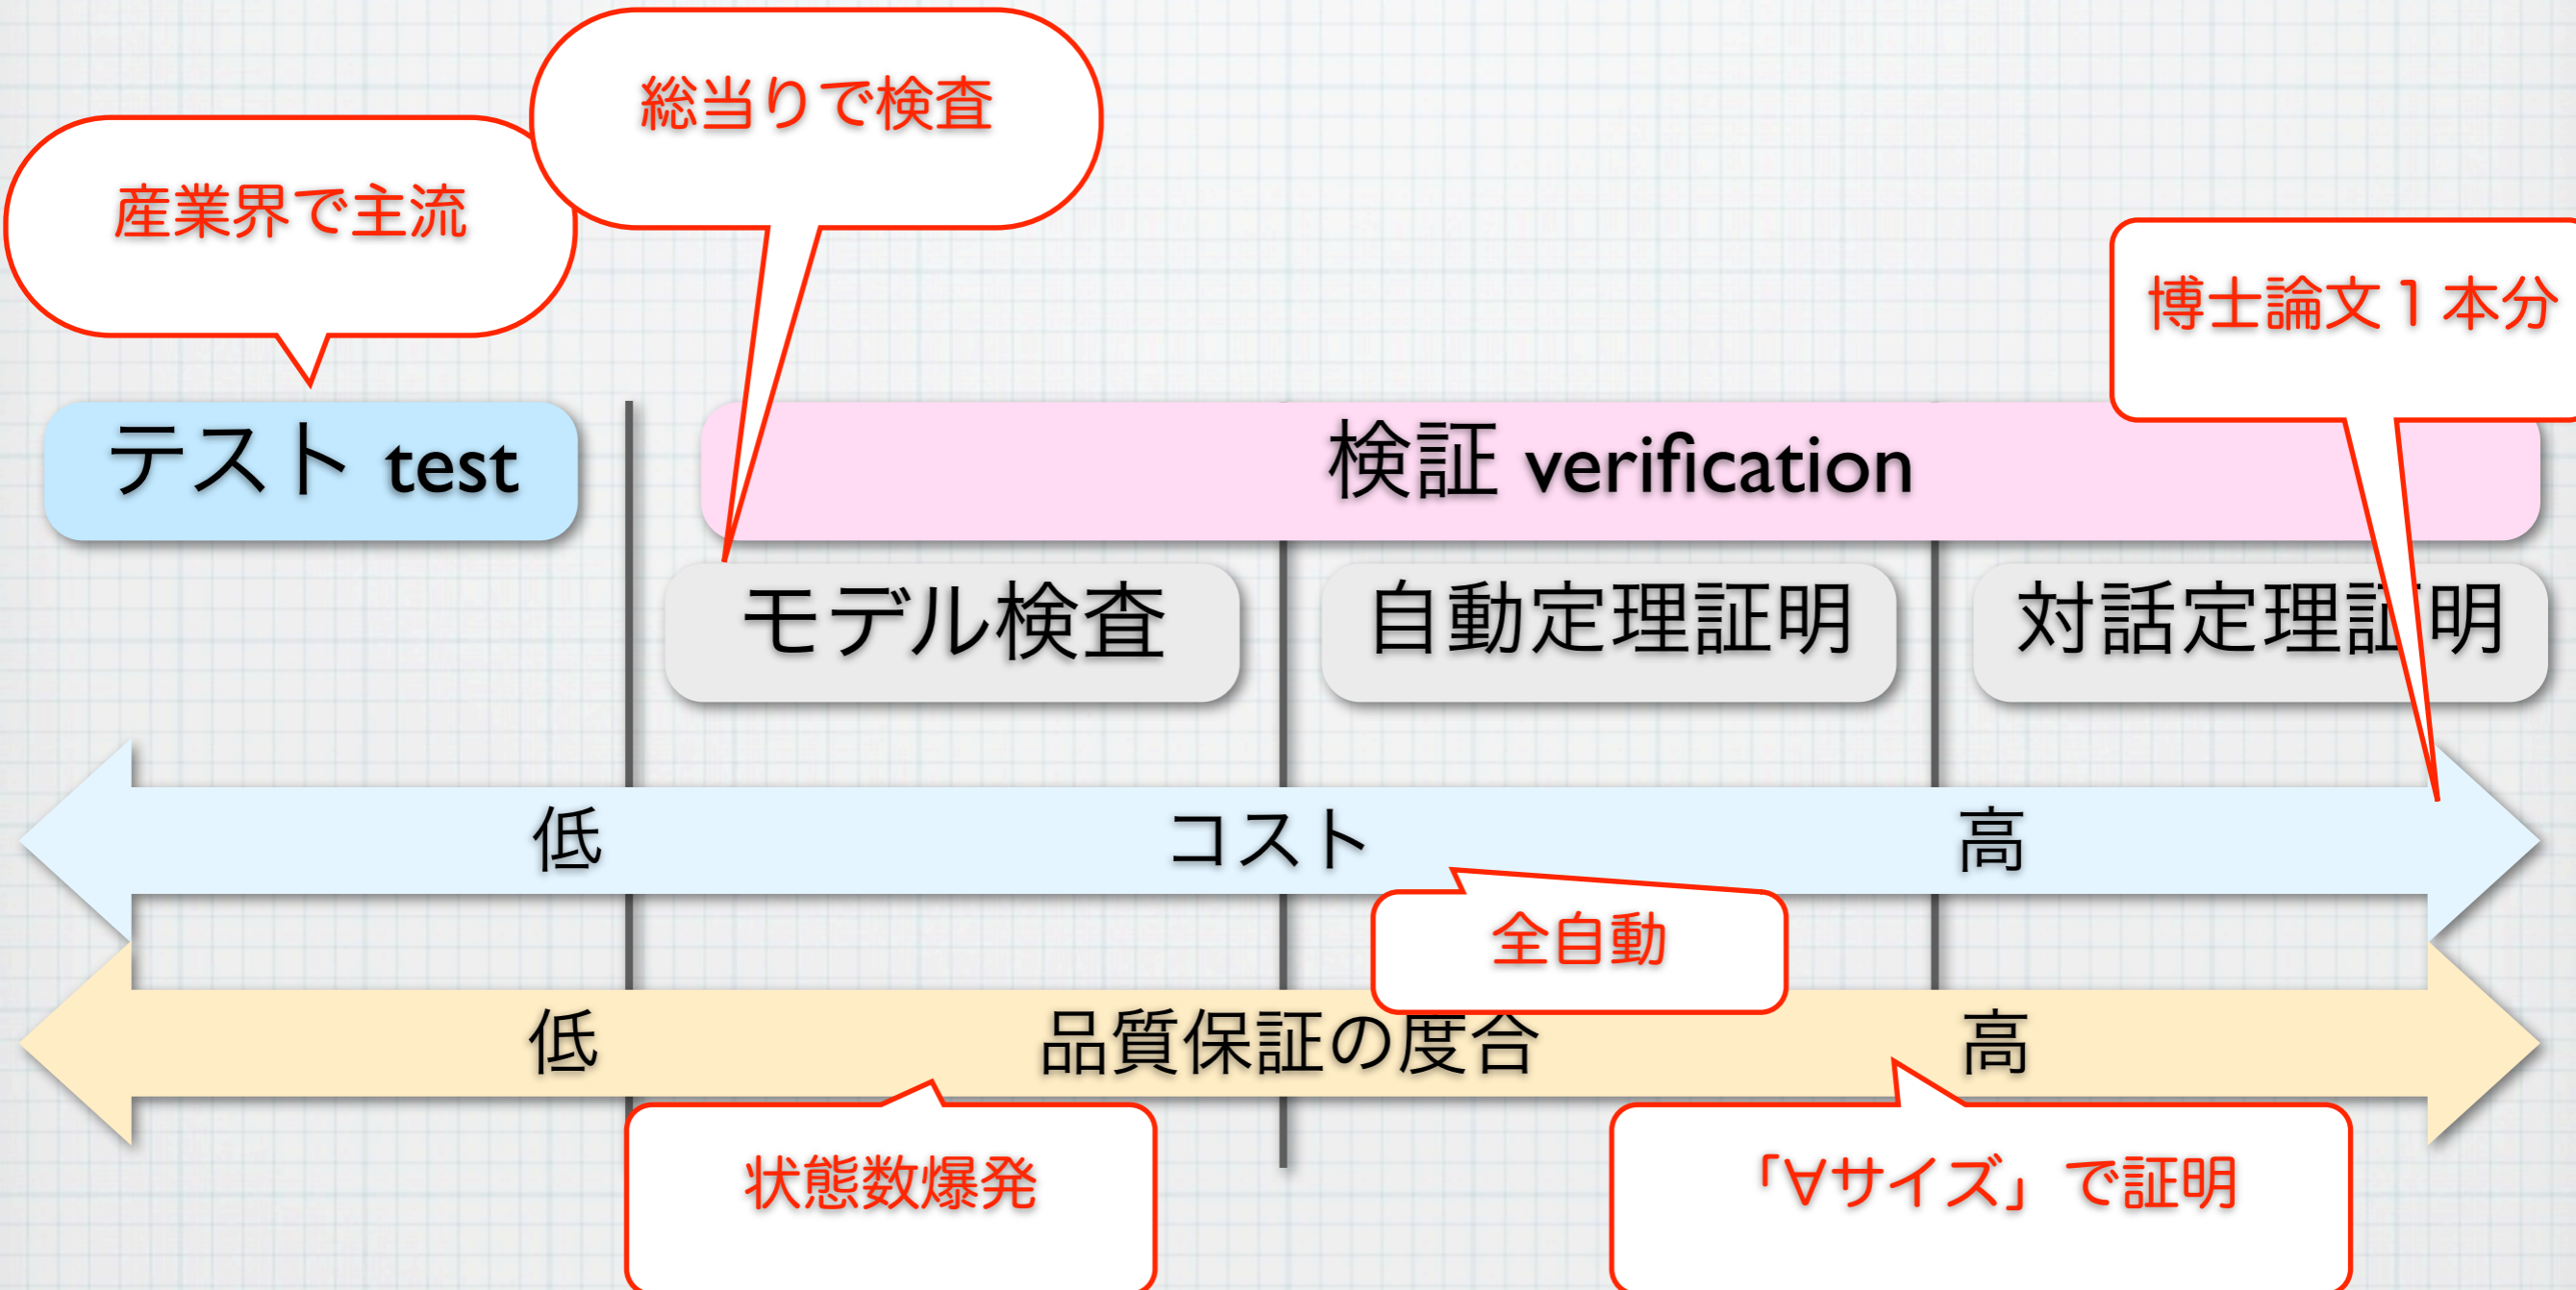 総当りで検査
産業界で主流
博士論文1本分
テスト test
検証 verification
モデル検査
自動定理証明
対話定理証明
低
コスト
高
全自動
低
品質保証の度合
高
状態数爆発
「∀サイズ」で証明